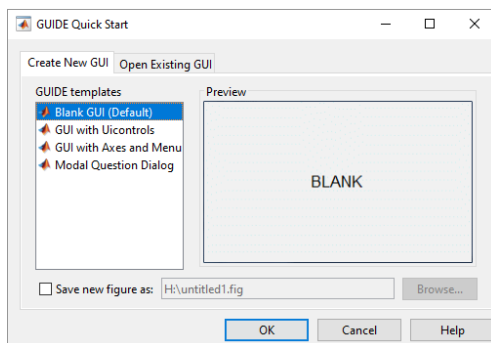 GUIDE Quick Start
Create New GUI Open Existing GUI
GUIDE templates
Blank GUI (Default)
GUI with Uicontrols
GUI with Axes and Menu
Modal Question Dialog
Preview
BLANK
Save new figure as: H:\untitled1.fig Browse...
OK Cancel Help